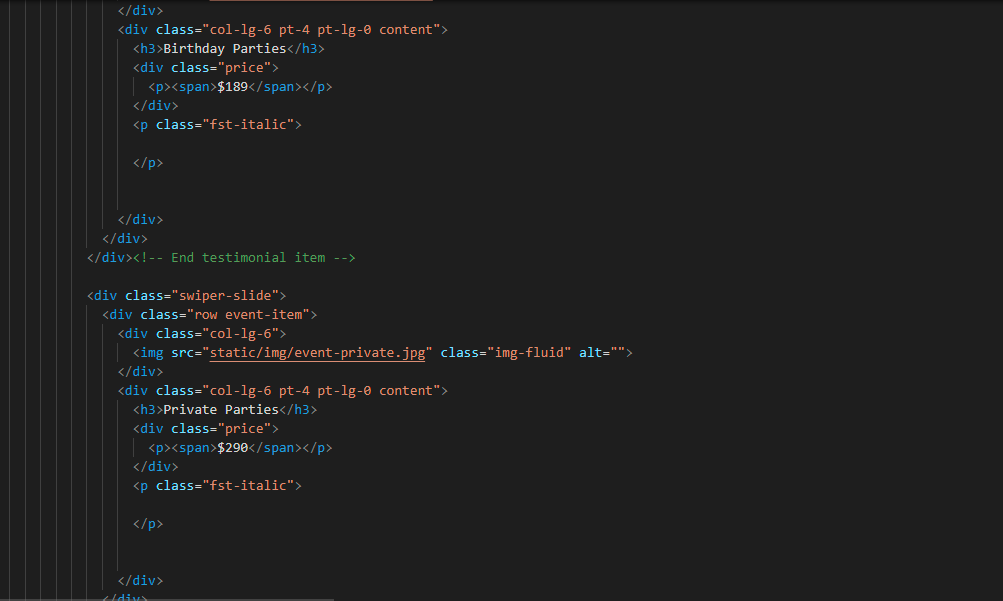 </div>
<div class="col-lg-6 pt-4 pt-lg-0 content">
<h3>Birthday Parties</h3>
<div class="price">
<p><span>$189</span></p>
</div>
<p class="fst-italic">
</p>
</div>
</div>
</div><!-- End testimonial item -->
<div class="swiper-slide">
<div class="row event-item">
<div class="col-lg-6">
<img src="static/img/event-private.jpg" class="img-fluid" alt="">
</div>
<div class="col-lg-6 pt-4 pt-lg-0 content">
<h3>Private Parties</h3>
<div class="price">
<p><span>$290</span></p>
</div>
<p class="fst-italic">
</p>
</div>
</div>